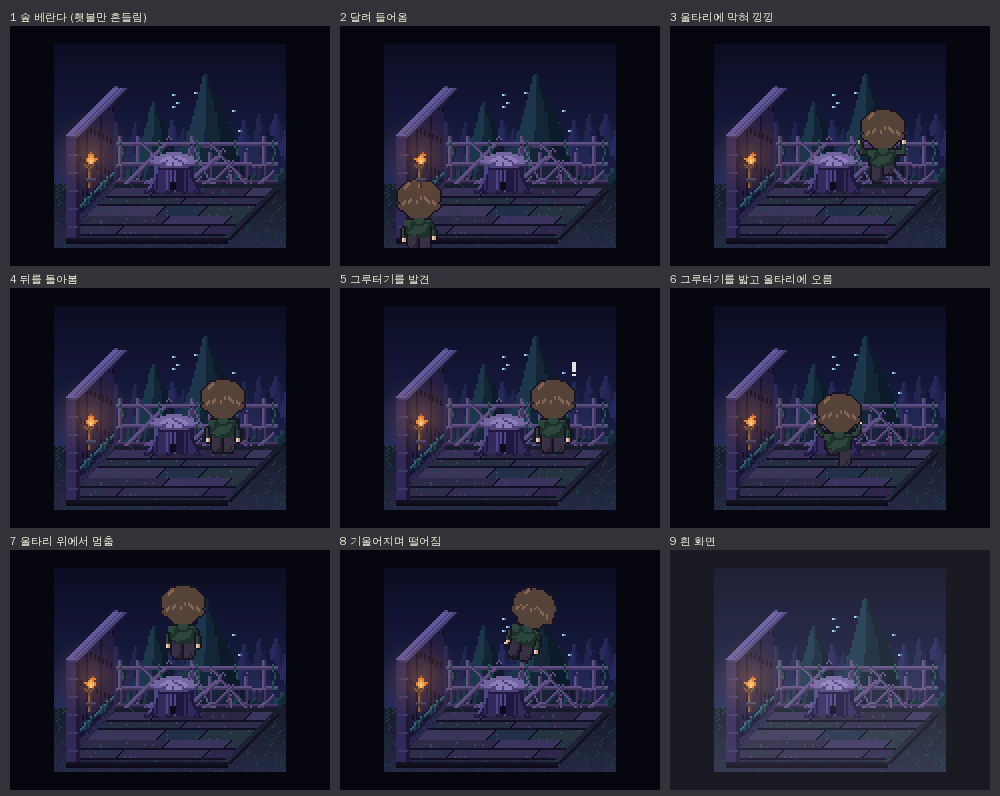 1 숲 베란다 (횃불만 흔들림)
2 달려 들어옴
3 울타리에 막혀 낑낑
4 뒤를 돌아봄
5 그루터기를 발견
!
6 그루터기를 밟고 울타리에 오름
7 울타리 위에서 멈춤
8 기울어지며 떨어짐
9 흰 화면